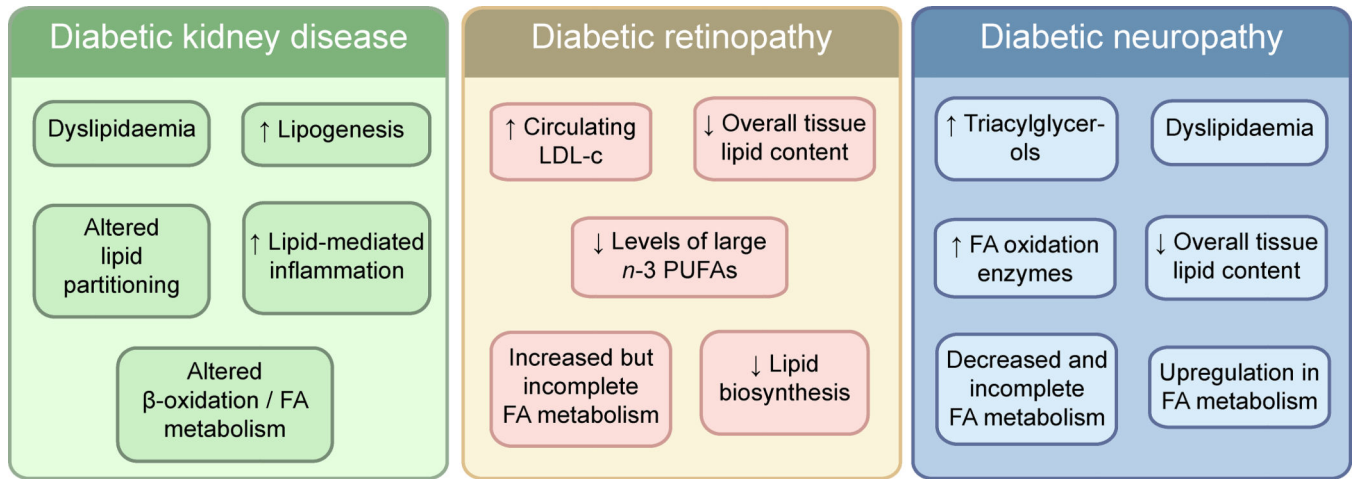 Diabetic kidney disease
Dyslipidaemia
↑ Lipogenesis
Altered
lipid
partitioning
↑ Lipid-mediated
inflammation
Altered
β-oxidation / FA
metabolism
Diabetic retinopathy
↑ Circulating
LDL-c
↓ Overall tissue
lipid content
↓ Levels of large
n-3 PUFAs
Increased but
incomplete
FA metabolism
↓ Lipid
biosynthesis
Diabetic neuropathy
↑ Triacylglycer-
ols
Dyslipidaemia
↑ FA oxidation
enzymes
↓ Overall tissue
lipid content
Decreased and
incomplete
FA metabolism
Upregulation in
FA metabolism